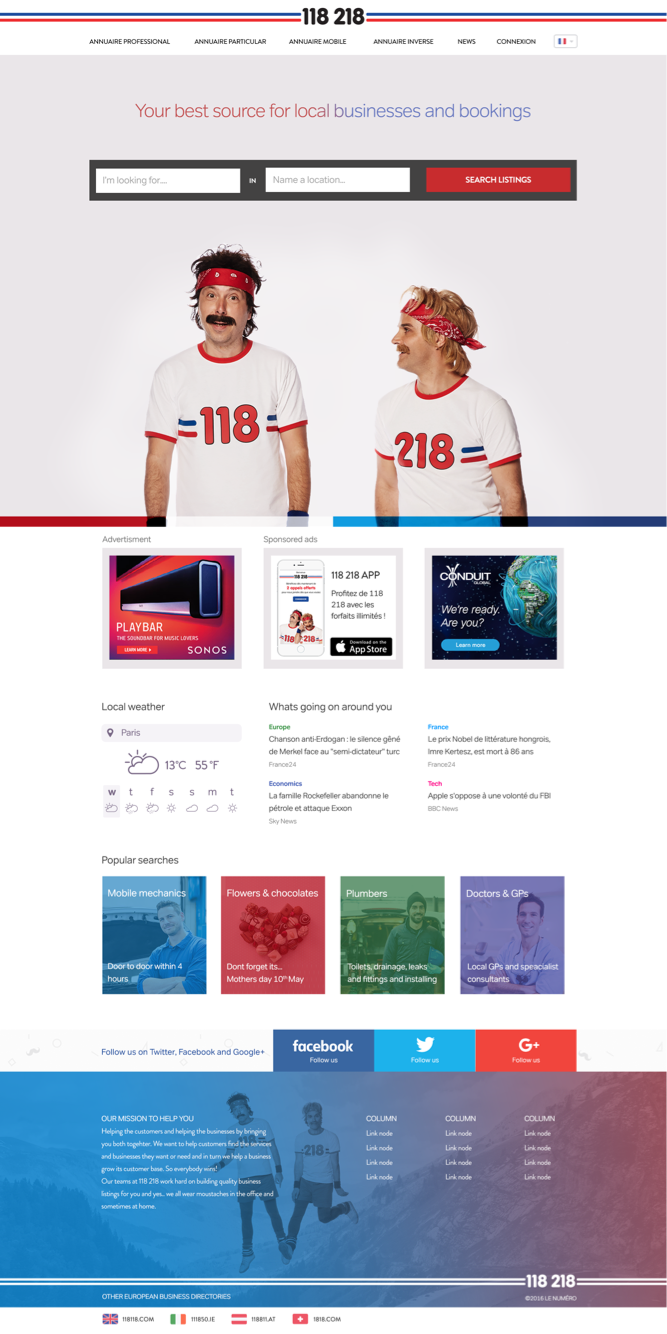 118 218
ANNUAIRE PROFESSIONAL ANNUAIRE PARTICULAR ANNUAIRE MOBILE ANNUAIRE INVERSE NEWS CONNEXION
Your best source for local businesses and bookings
I'm looking for.... IN Name a location... SEARCH LISTINGS
118
218
Advertisment
Sponsored ads
PLAYBAR
THE SOUNDBAR FOR MUSIC LOVERS
LEARN MORE
SONOS
118 218
2 appels offerts
118
218
118 218 APP
Profitez de 118
218 avec les
forfaits illimités !
Download on the
App Store
CONDUIT
GLOBAL
We're ready.
Are you?
Learn more
Local weather
Paris
13°C 55°F
w t f s s m t
Whats going on around you
Europe
Chanson anti-Erdogan : le silence gêné
de Merkel face au "semi-dictateur" turc
France24
France
Le prix Nobel de littérature hongrois,
Imre Kertesz, est mort à 86 ans
France24
Economics
La famille Rockefeller abandonne le
pétrole et attaque Exxon
Sky News
Tech
Apple s'oppose à une volonté du FBI
BBC News
Popular searches
Mobile mechanics
Door to door within 4
hours
Flowers & chocolates
Dont forget its...
Mothers day 10th May
Plumbers
Toilets, drainage, leaks
and fittings and installing
Doctors & GPs
Local GPs and speacialist
consultants
Follow us on Twitter, Facebook and Google+
facebook
Follow us
Follow us
G+
Follow us
OUR MISSION TO HELP YOU
Helping the customers and helping the businesses by bringing
you both togehter. We want to help customers find the services
and businesses they want or need and in turn we help a business
grow its customer base. So everybody wins!
Our teams at 118 218 work hard on building quality business
listings for you and yes.. we all wear moustaches in the office and
sometimes at home.
218
COLUMN
Link node
Link node
Link node
Link node
COLUMN
Link node
Link node
Link node
Link node
COLUMN
Link node
Link node
Link node
Link node
118 218
OTHER EUROPEAN BUSINESS DIRECTORIES
©2016 LE NUMÉRO
118118.COM 111850.IE 118811.AT 1818.COM